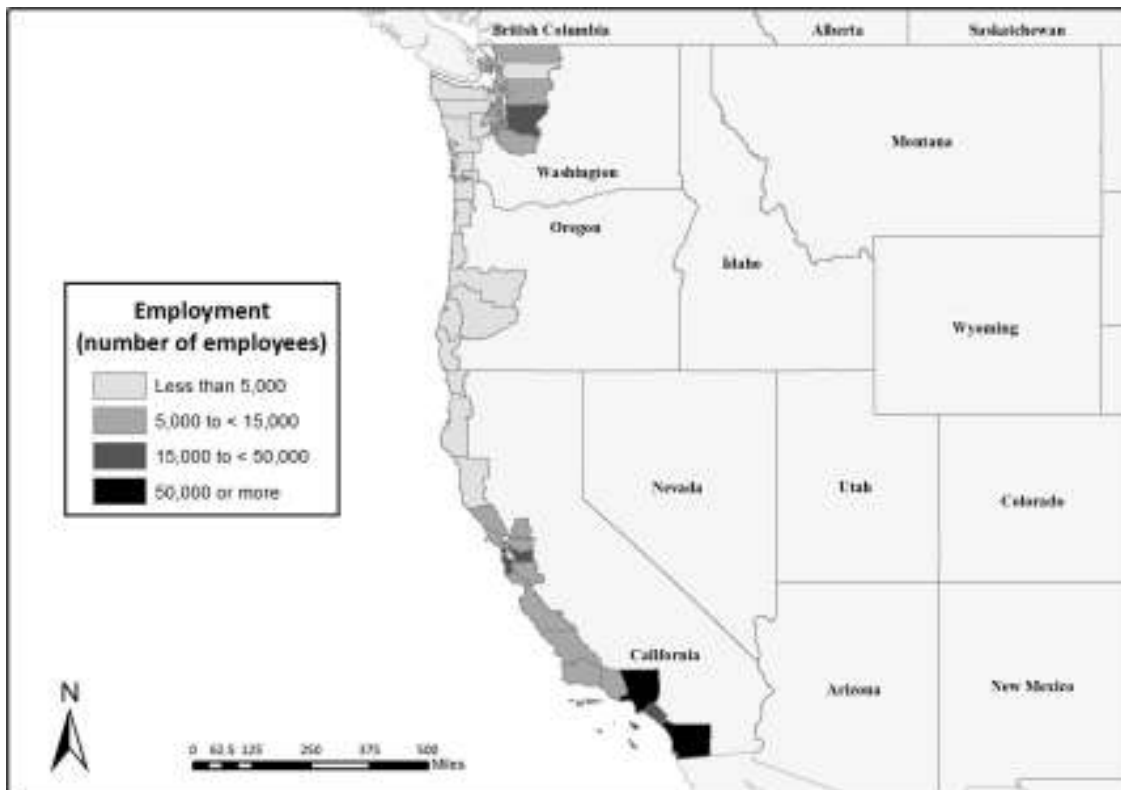 British Columbia
Alberta
Saskatchewan
Montana
Washington
Oregon
Idaho
Wyoming
Employment
(number of employees)
Less than 5,000
5,000 to < 15,000
15,000 to < 50,000
50,000 or more
Nevada
Utah
Colorado
California
Arizona
New Mexico
N
0 62.5 125 250 375 500
Miles